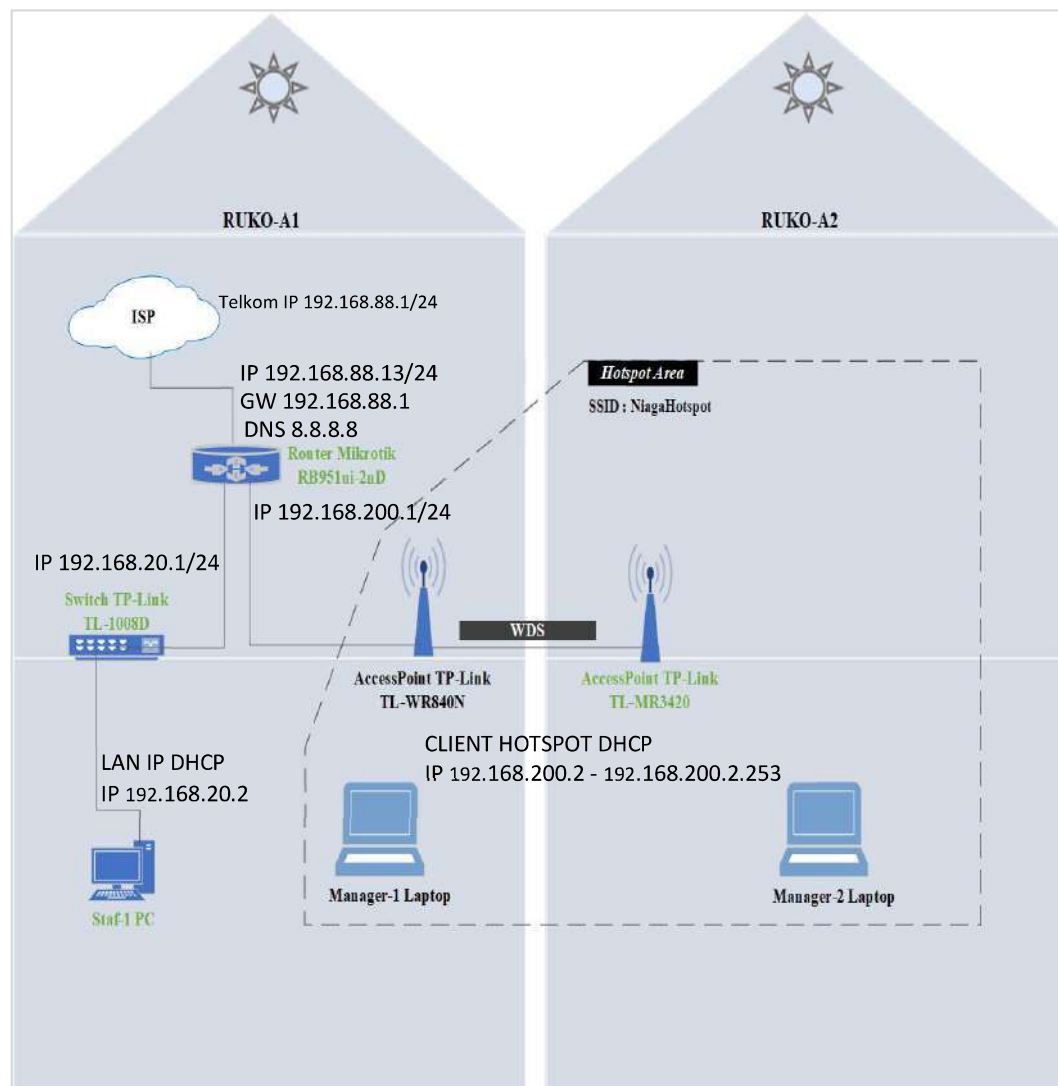 RUKO-A1
RUKO-A2
ISP
Telkom IP 192.168.88.1/24
IP 192.168.88.13/24
GW 192.168.88.1
DNS 8.8.8.8
Router Mikrotik
RB951ui-2nD
IP 192.168.200.1/24
IP 192.168.20.1/24
Switch TP-Link
TL-1008D
Hotspot Area
SSID : NiagaHotspot
WDS
AccessPoint TP-Link
TL-WR840N
AccessPoint TP-Link
TL-MR3420
CLIENT HOTSPOT DHCP
IP 192.168.200.2 - 192.168.200.2.253
LAN IP DHCP
IP 192.168.20.2
Staf-1 PC
Manager-1 Laptop
Manager-2 Laptop